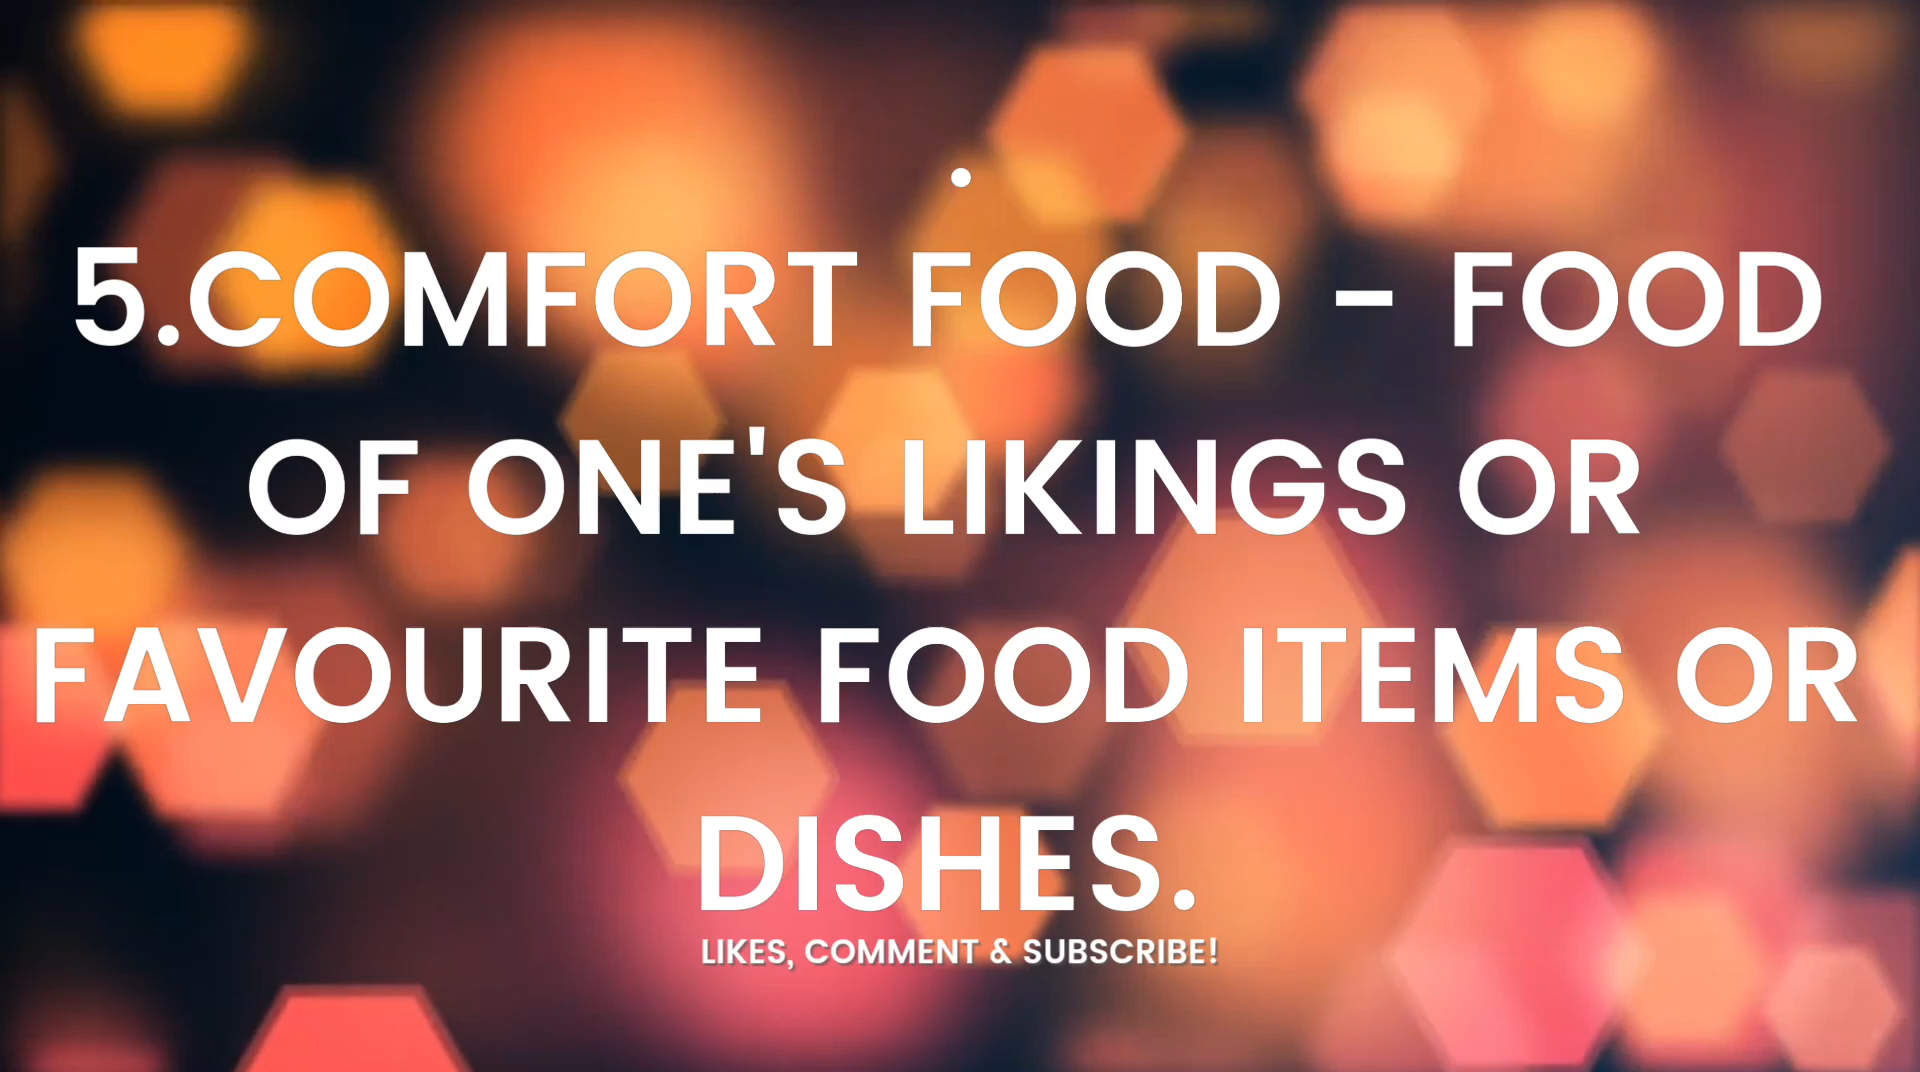 •
5.COMFORT FOOD - FOOD
OF ONE'S LIKINGS OR
FAVOURITE FOOD ITEMS OR
DISHES.
LIKES, COMMENT & SUBSCRIBE!